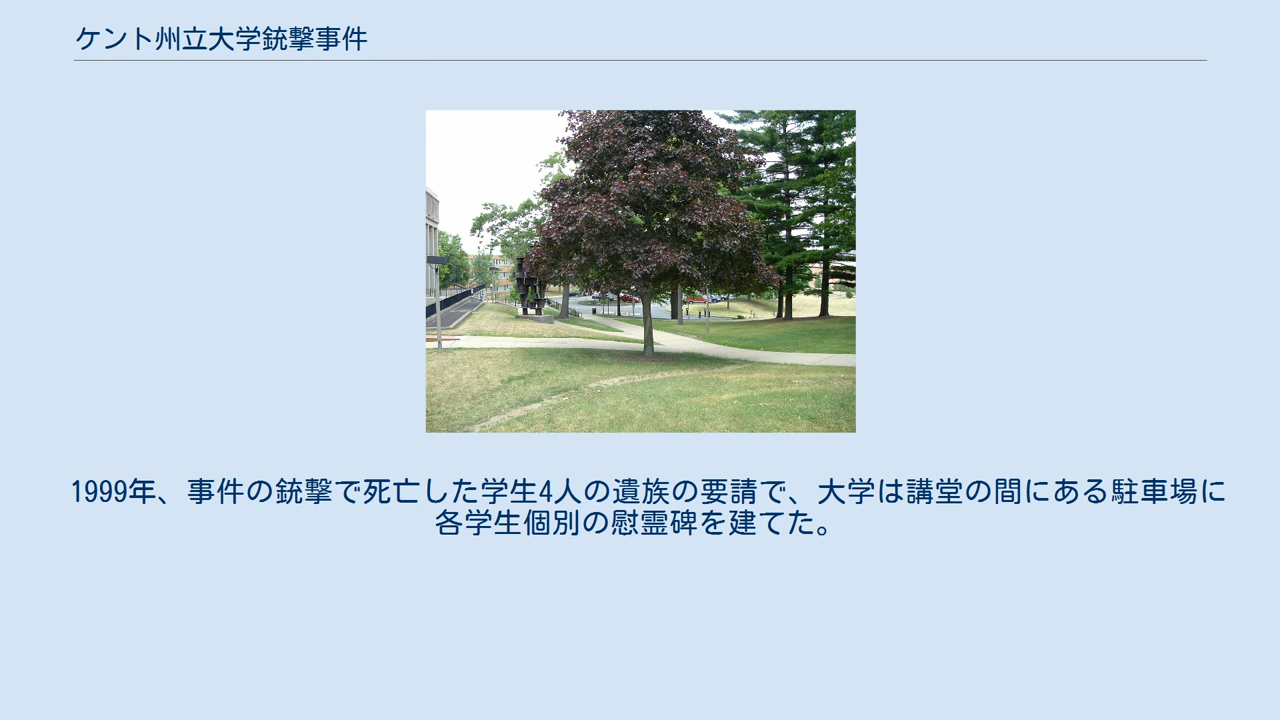 ケント州立大学銃撃事件
1999年、事件の銃撃で死亡した学生4人の遺族の要請で、大学は講堂の間にある駐車場に
各学生個別の慰霊碑を建てた。